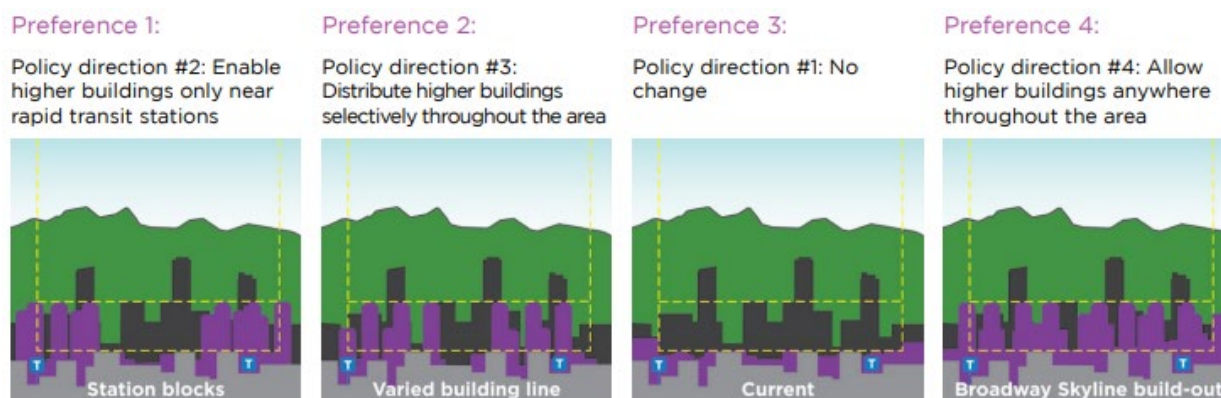 Preference 1:
Policy direction #2: Enable
higher buildings only near
rapid transit stations
T
T
Station blocks
Preference 2:
Policy direction #3:
Distribute higher buildings
selectively throughout the area
T
T
Varied building line
Preference 3:
Policy direction #1: No
change
T
T
Current
Preference 4:
Policy direction #4: Allow
higher buildings anywhere
throughout the area
T
T
Broadway Skyline build-out